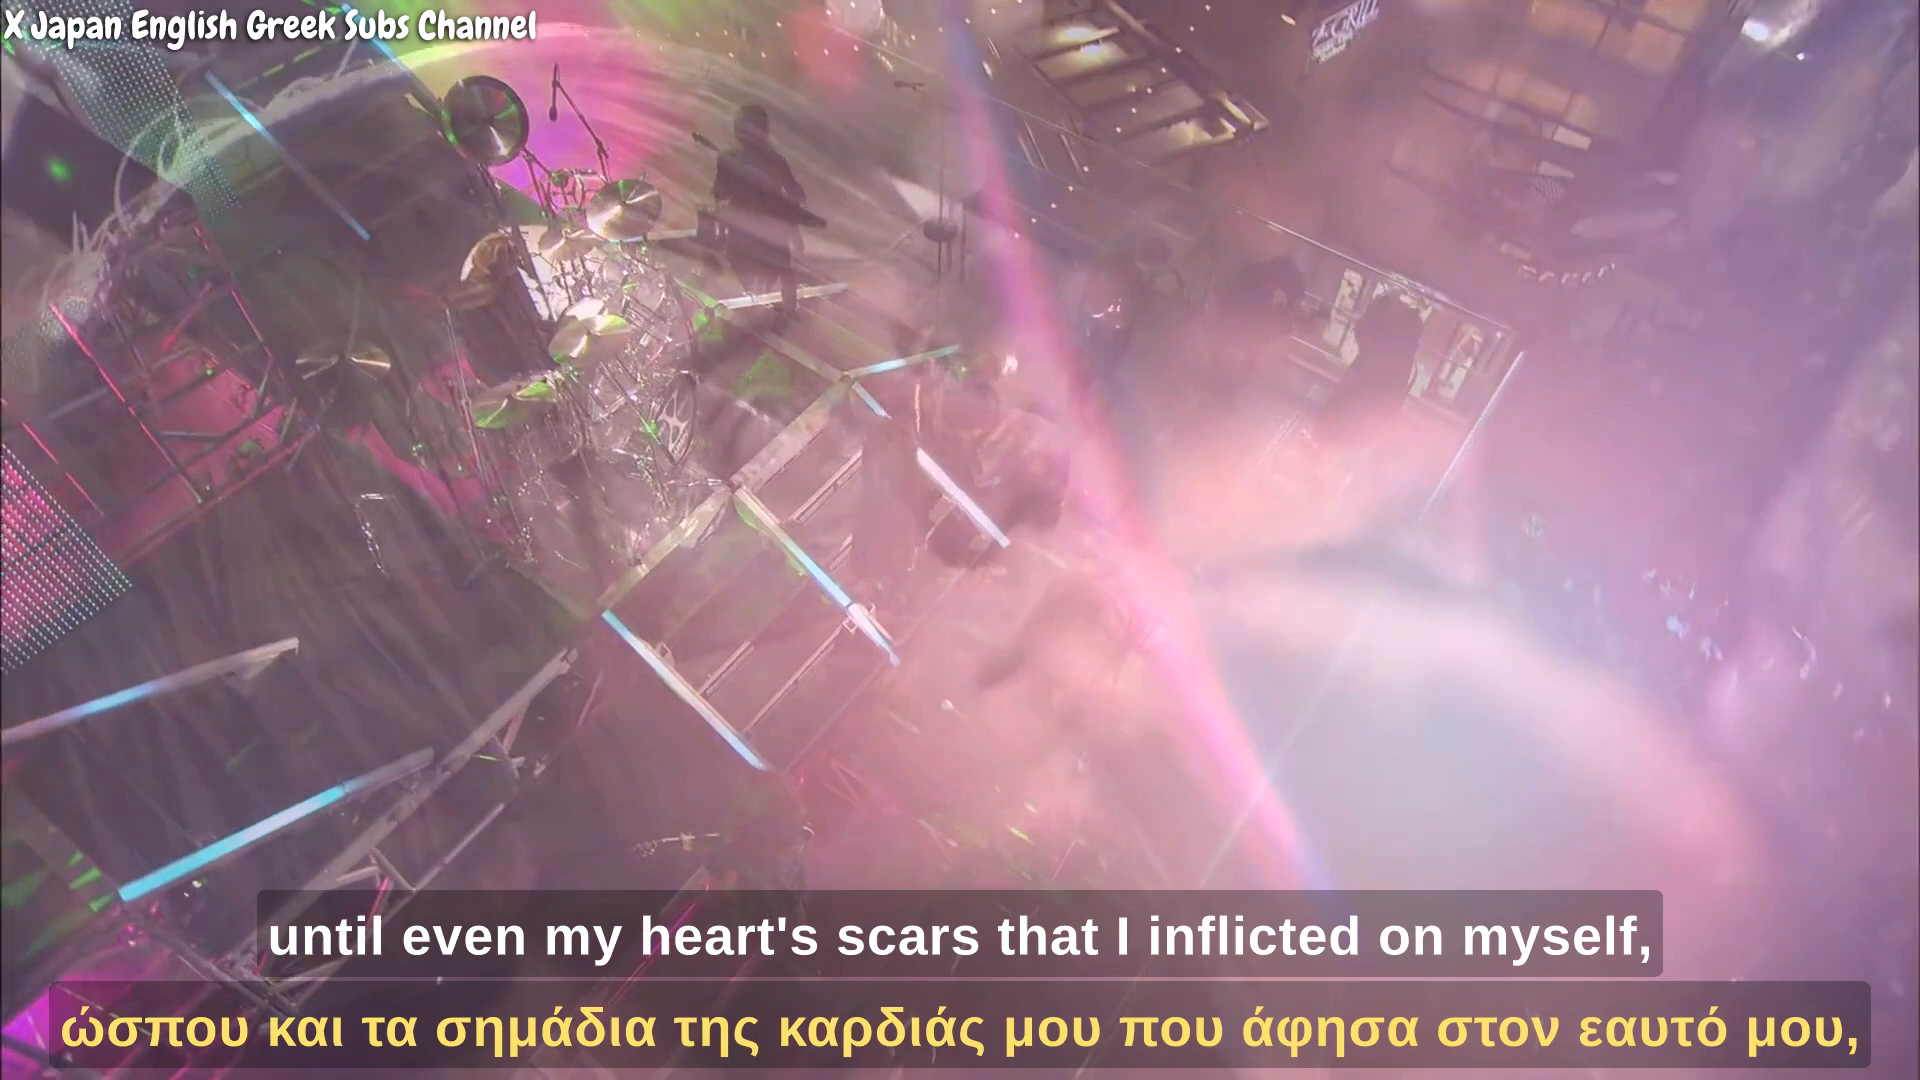 X Japan English Greek Subs Channel
until even my heart's scars that I inflicted on myself,
ώσπου και τα σημάδια της καρδιάς μου που άφησα στον εαυτό μου,